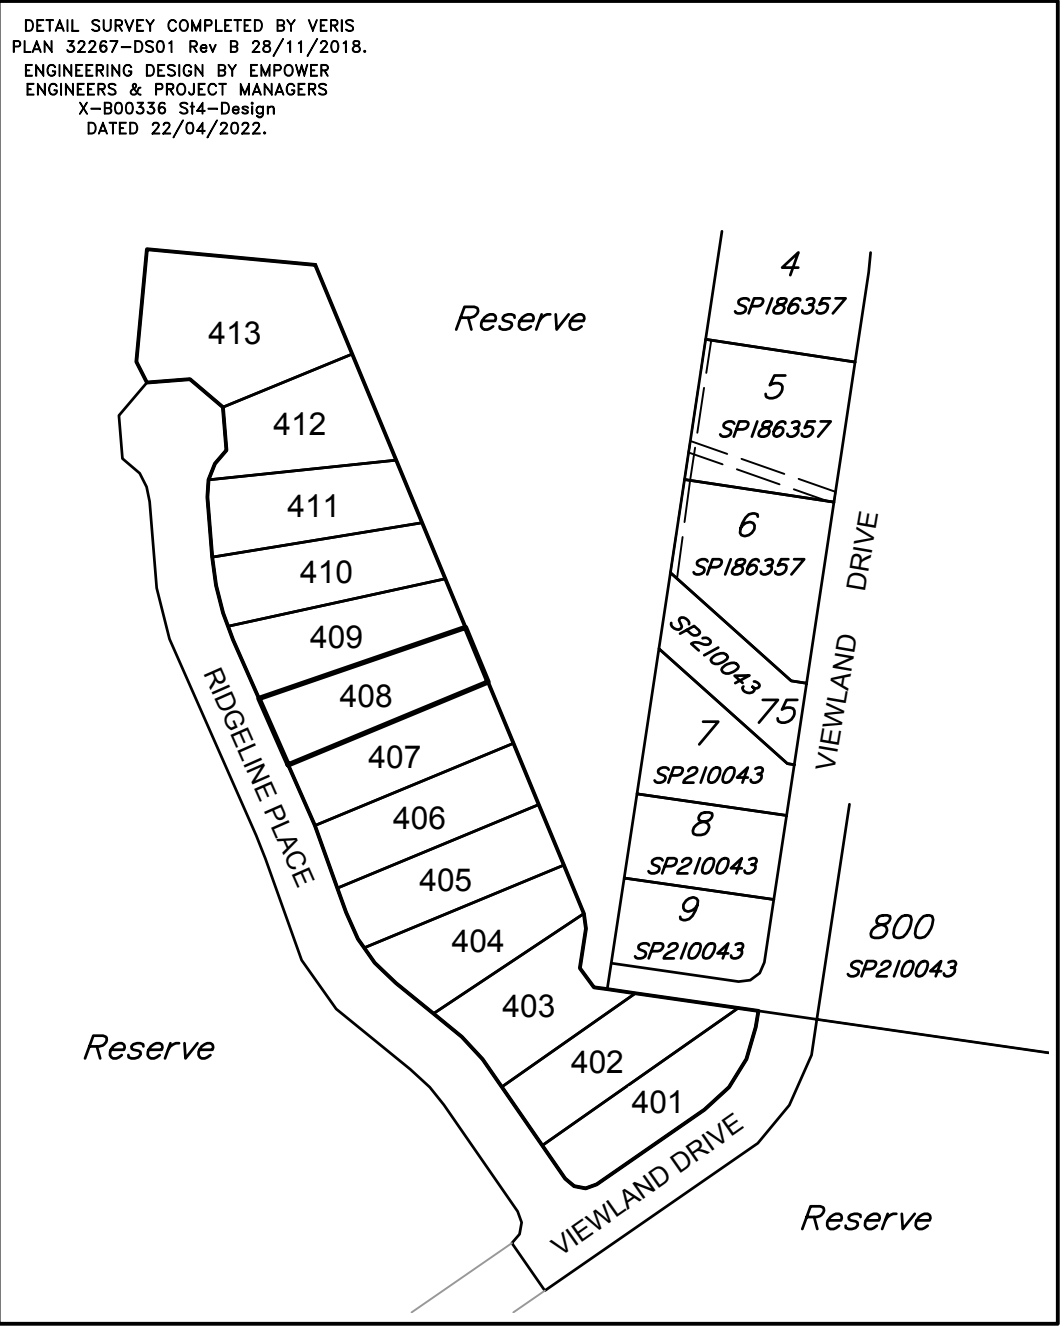 DETAIL SURVEY COMPLETED BY VERIS
PLAN 32267-DS01 Rev B 28/11/2018.
ENGINEERING DESIGN BY EMPOWER
ENGINEERS & PROJECT MANAGERS
X-B00336 St4-Design
DATED 22/04/2022.
4
SP186357
Reserve
413
5
SP186357
412
411
6
SP186357
DRIVE
VIEWLAND
410
409
SP210043
75
408
7
SP210043
407
RIDGELINE PLACE
406
8
SP210043
405
9
SP210043
800
SP210043
404
403
Reserve
402
401
VIEWLAND DRIVE
Reserve